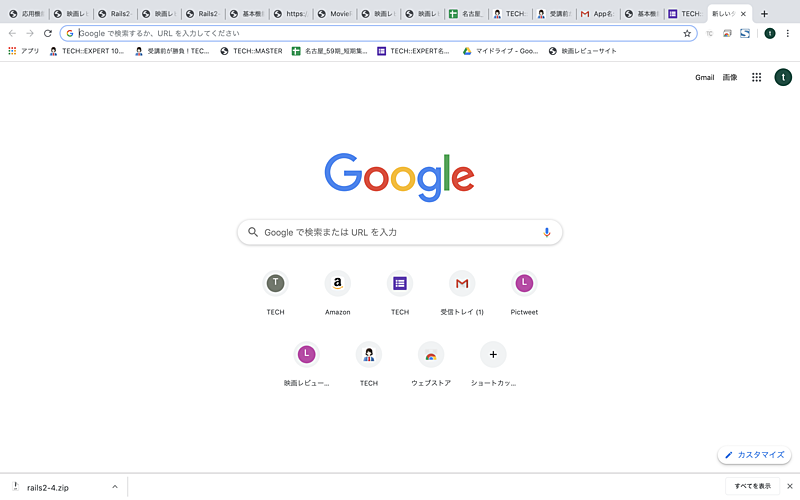 応用機
映画レビ
Rails2
映画レビ
Rails2
基本機
https:/
MovieR
映画レ
映画レ
名古屋_
TECH::
受講前
App名
基本機
TECH::
新しいタ
Google で検索するか、URL を入力してください
アプリ
TECH::EXPERT 10...
受講前が勝負！TEC...
TECH::MASTER
名古屋_59期_短期集...
TECH::EXPERT名...
マイドライブ - Goo...
映画レビューサイト
Gmail
画像
t
Google
Google で検索または URL を入力
T
TECH
Amazon
TECH
受信トレイ (1)
L
Pictweet
L
映画レビュー...
TECH
ウェブストア
ショートカッ...
カスタマイズ
rails2-4.zip
すべてを表示